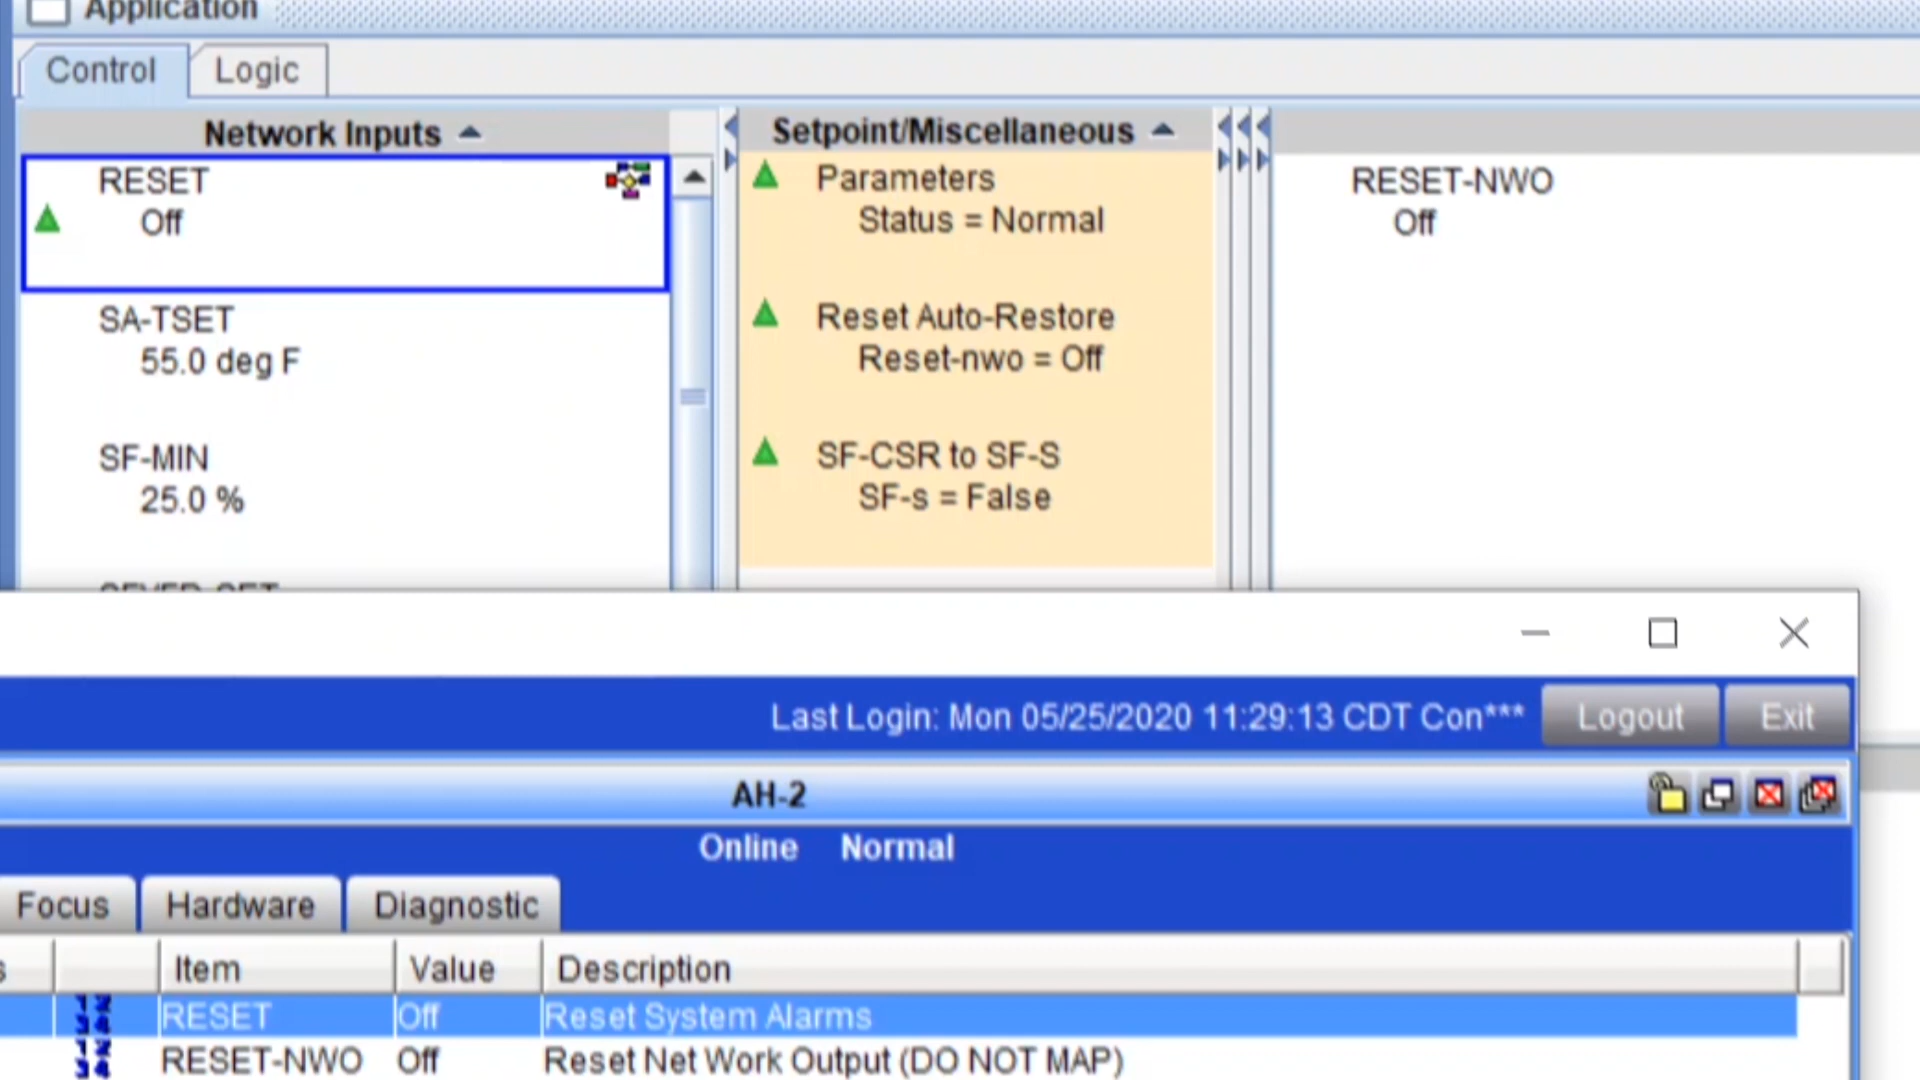 Application
Control Logic
Network Inputs
RESET
Off
SA-TSET
55.0 deg F
SF-MIN
25.0 %
Setpoint/Miscellaneous
Parameters
Status = Normal
Reset Auto-Restore
Reset-nwo = Off
SF-CSR to SF-S
SF-s = False
RESET-NWO
Off
Last Login: Mon 05/25/2020 11:29:13 CDT Con*** Logout Exit
AH-2
Online Normal
Focus Hardware Diagnostic
Item Value Description
RESET Off Reset System Alarms
RESET-NWO Off Reset Net Work Output (DO NOT MAP)